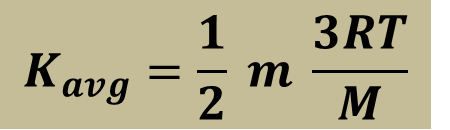 K_avg = 1/2 m 3RT/M